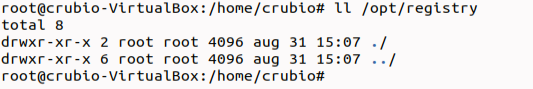 root@crubio-VirtualBox:/home/crubio# ll /opt/registry
total 8
drwxr-xr-x 2 root root 4096 aug 31 15:07 ./
drwxr-xr-x 6 root root 4096 aug 31 15:07 ../
root@crubio-VirtualBox:/home/crubio#